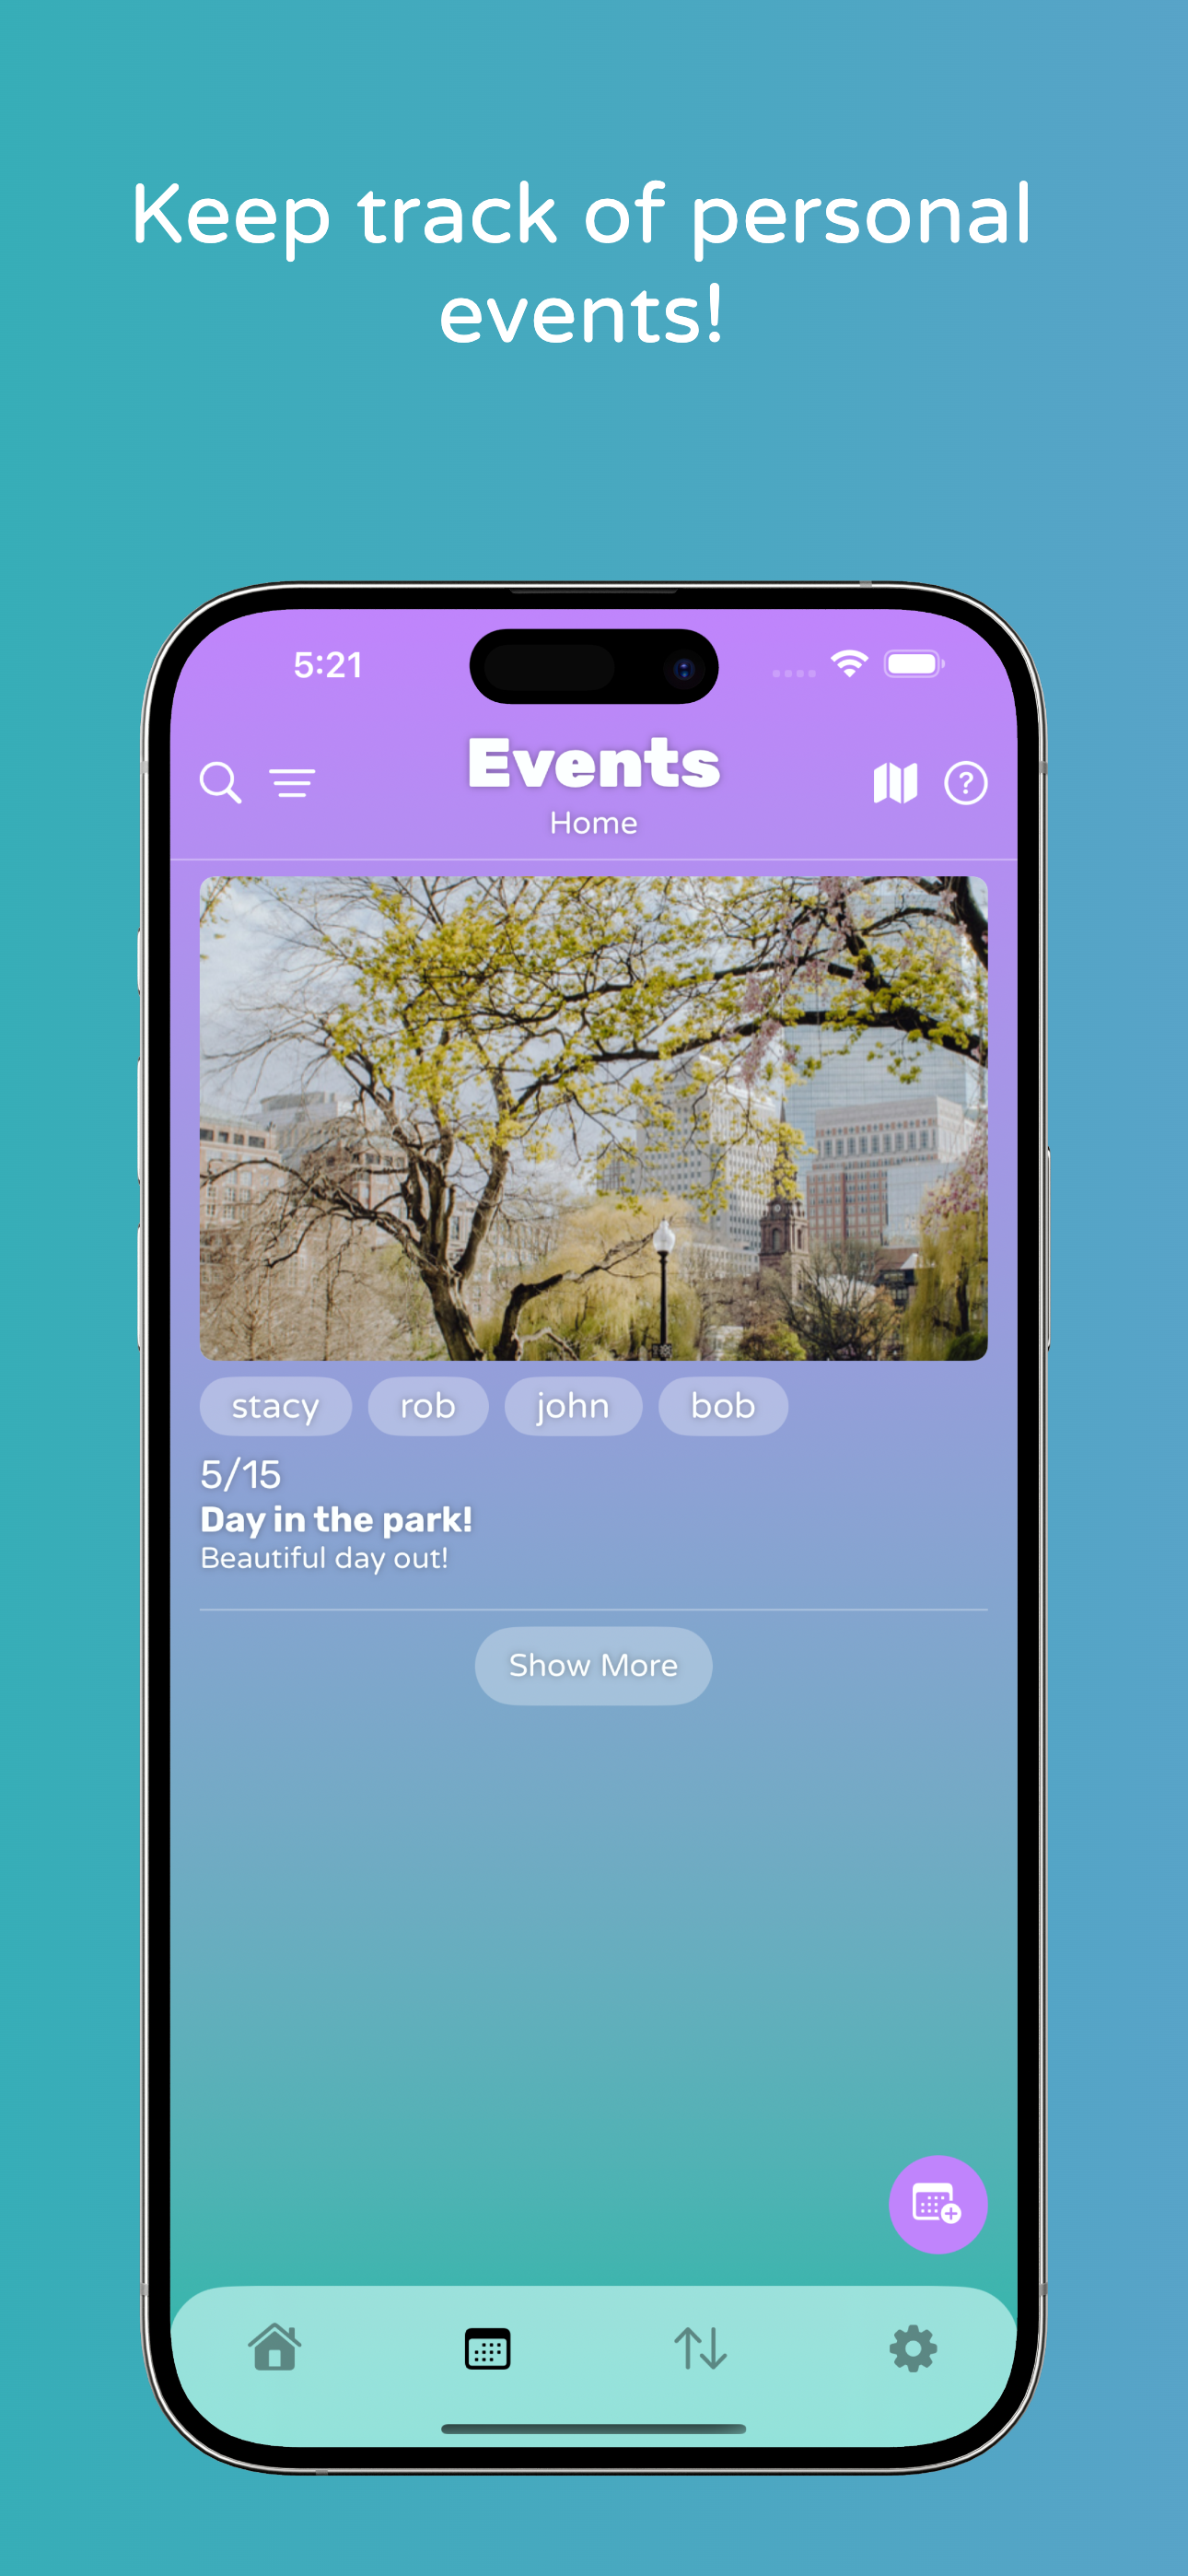 Keep track of personal
events!
5:21
Events
Home
stacy rob john bob
5/15
Day in the park!
Beautiful day out!
Show More